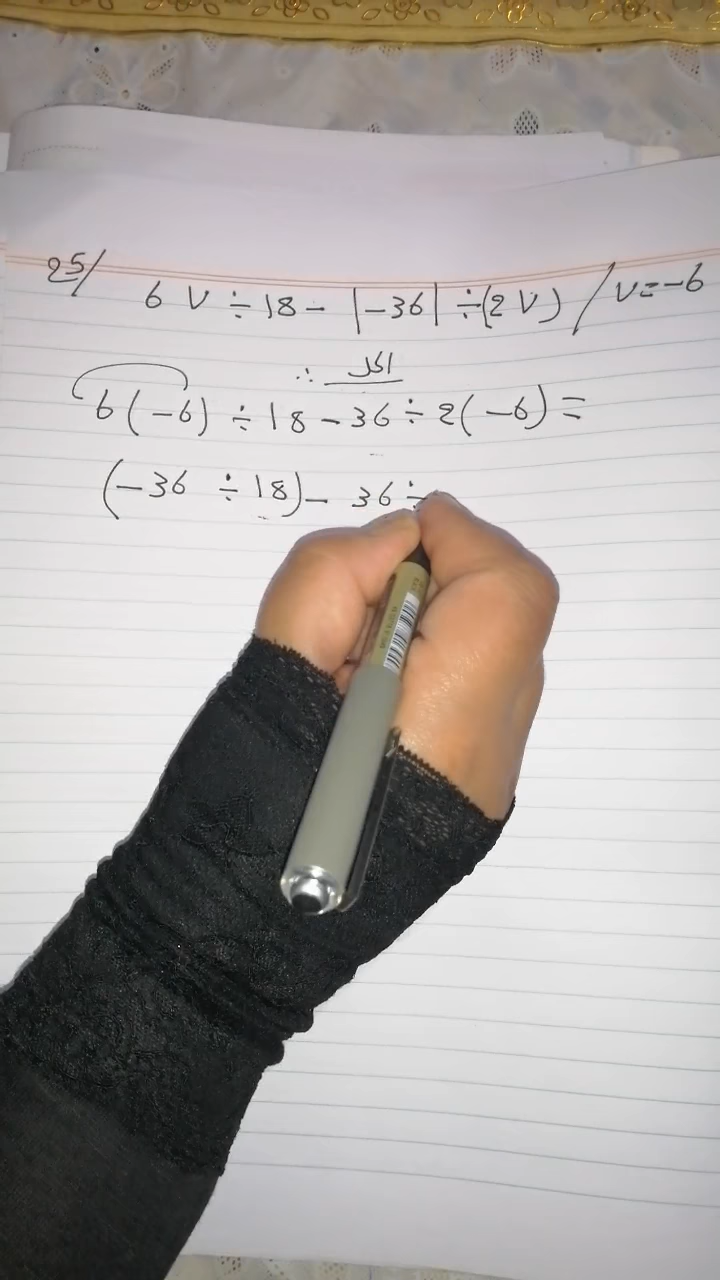 25/ 6 V ÷ 18 - |-36| ÷ (2 V) / V = -6
∴ الحل
6 (-6) ÷ 18 - 36 ÷ 2 (-6) =
(-36 ÷ 18) - 36 ÷